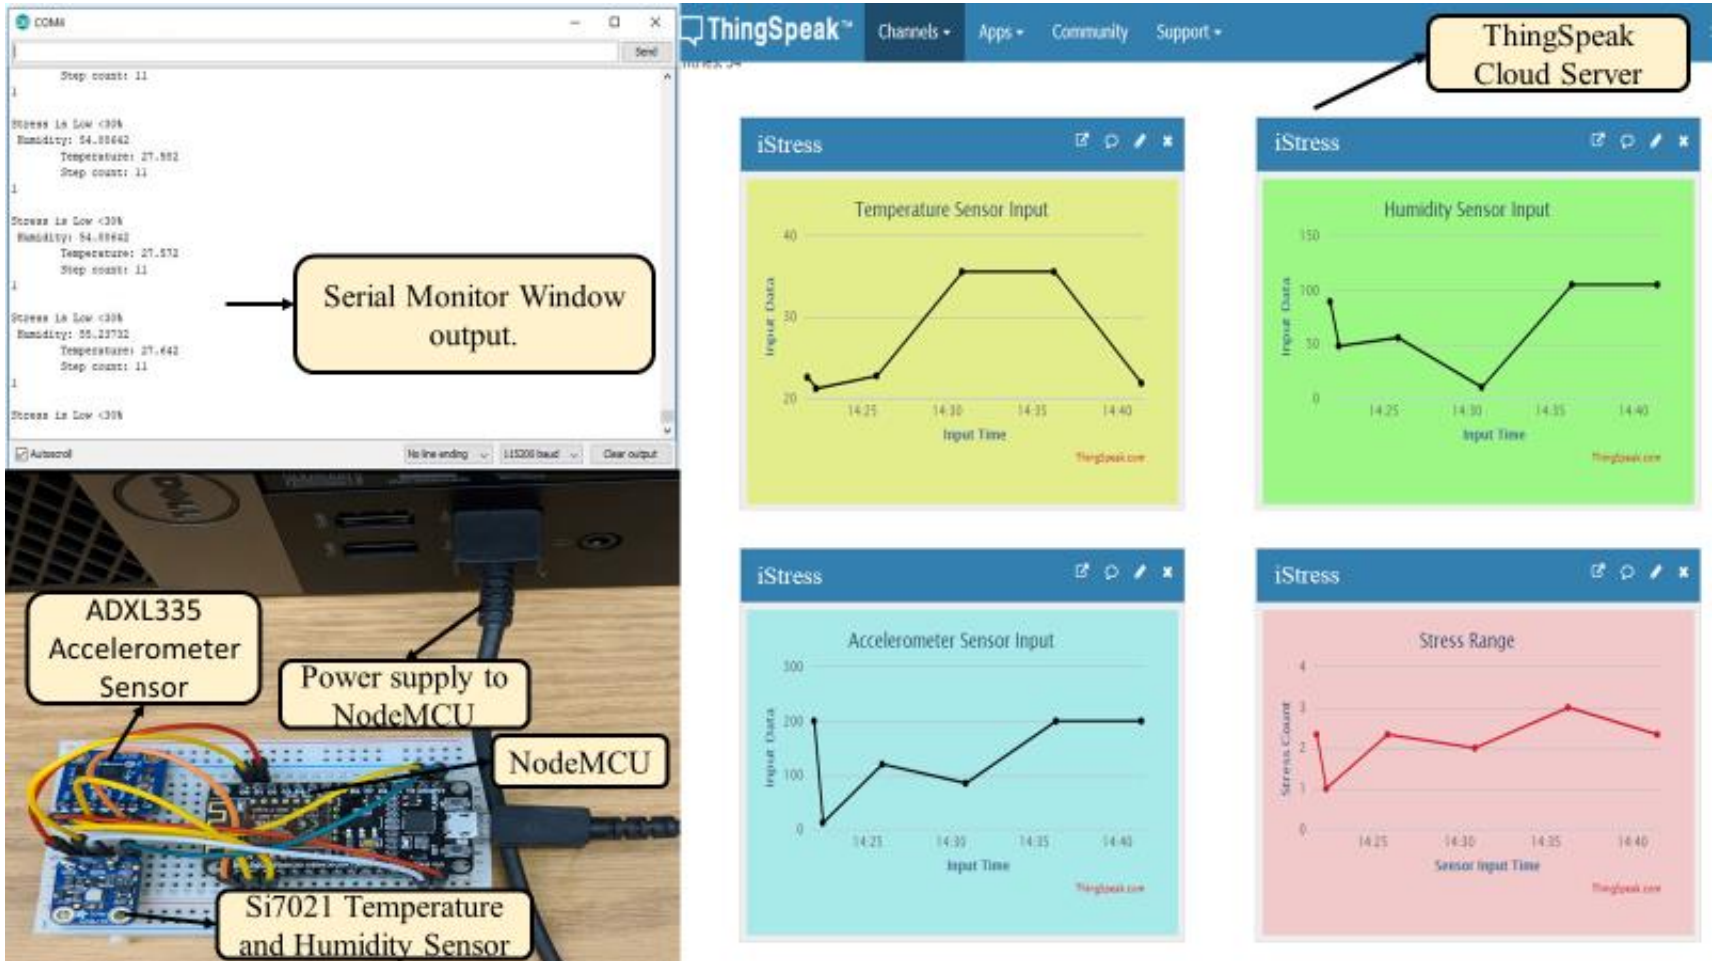 COM4
Send
Step count: 11
1
Stress is Low <30%
Humidity: 54.88642
Temperature: 27.582
Step count: 11
1
Stress is Low <30%
Humidity: 54.88642
Temperature: 27.572
Step count: 11
1
Stress is Low <30%
Humidity: 55.23732
Temperature: 27.642
Step count: 11
1
Stress is Low <30%
Autoscroll
No line ending
115200 baud
Clear output
Serial Monitor Window
output.
DELL
ADXL335
Accelerometer
Sensor
Power supply to
NodeMCU
NodeMCU
Si7021 Temperature
and Humidity Sensor
ThingSpeak™
Channels
Apps
Community
Support
ThingSpeak
Cloud Server
iStress
Temperature Sensor Input
40
30
20
Input Data
14:25 14:30 14:35 14:40
Input Time
ThingSpeak.com
iStress
Humidity Sensor Input
150
100
50
0
Input Data
14:25 14:30 14:35 14:40
Input Time
ThingSpeak.com
iStress
Accelerometer Sensor Input
300
200
100
0
Input Data
14:25 14:30 14:35 14:40
Input Time
ThingSpeak.com
iStress
Stress Range
4
3
2
1
0
Stress Count
14:25 14:30 14:35 14:40
Sensor Input Time
ThingSpeak.com